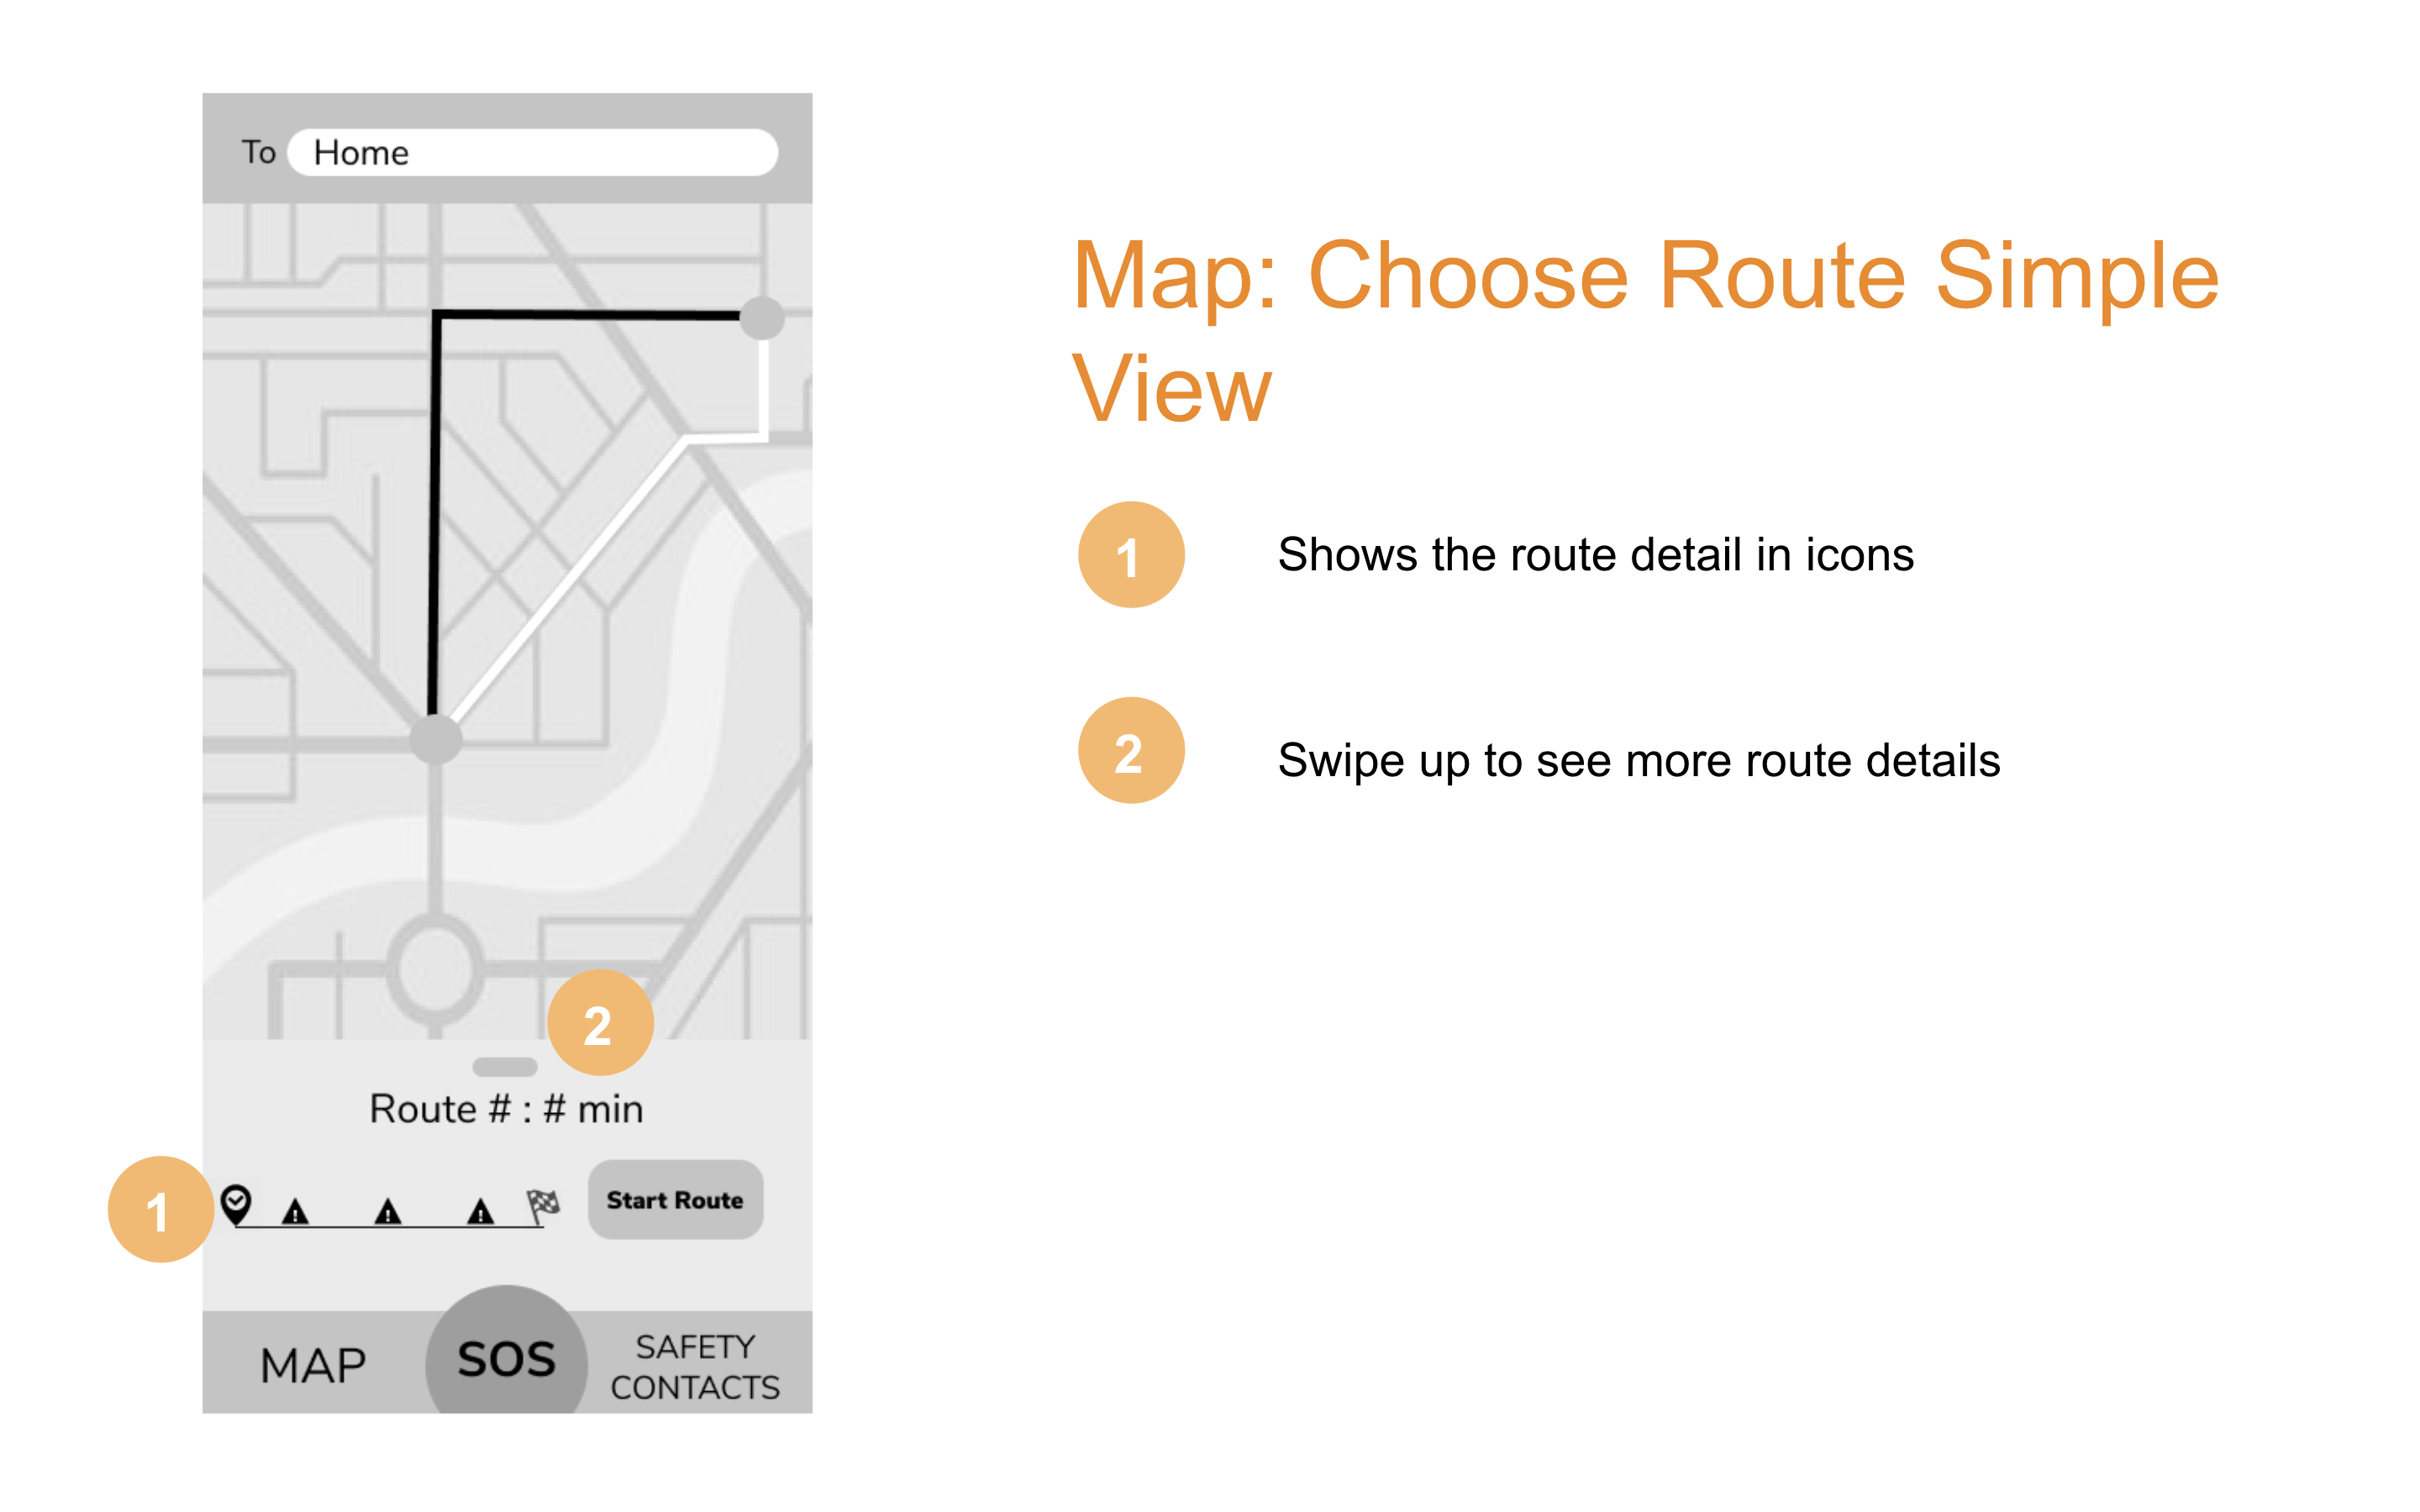 To Home
2
Route # : # min
1
Start Route
MAP
SOS
SAFETY
CONTACTS
Map: Choose Route Simple
View
1 Shows the route detail in icons
2 Swipe up to see more route details